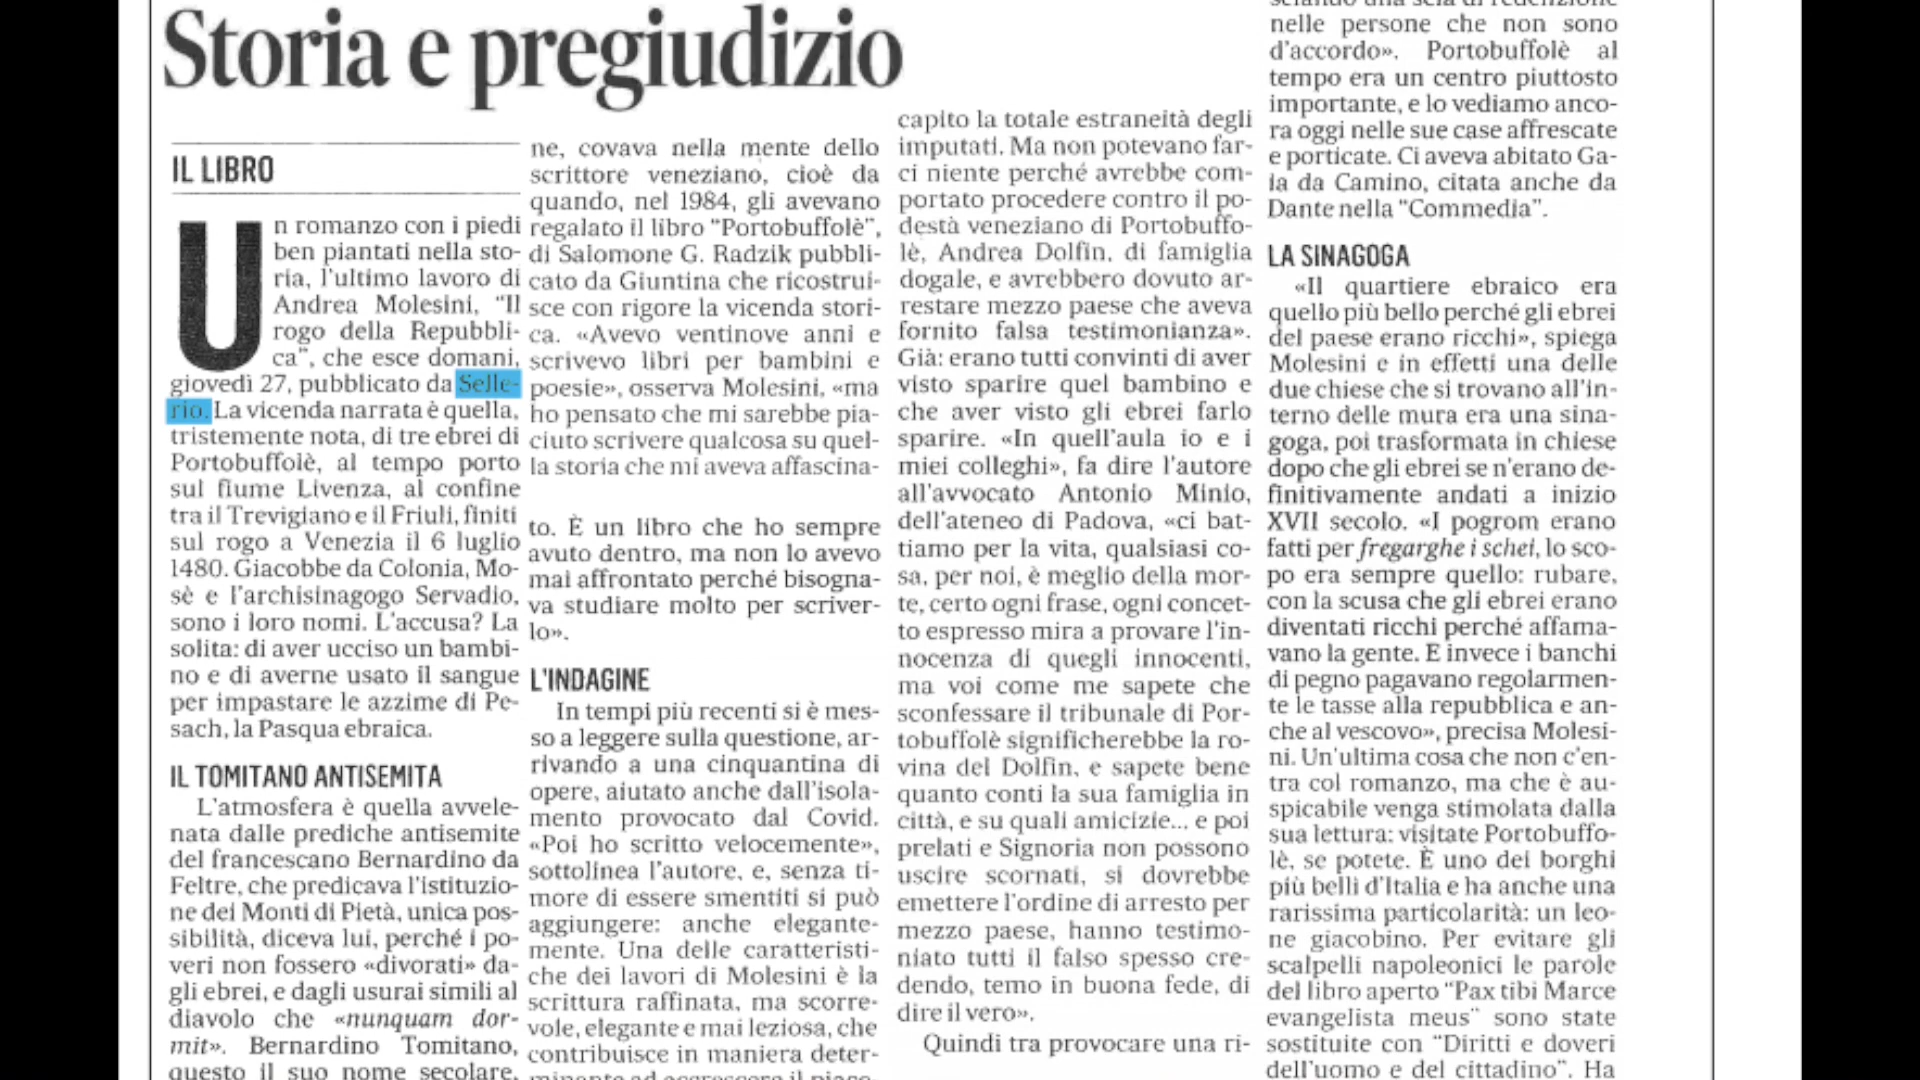 Storia e pregiudizio
IL LIBRO
Un romanzo con i piedi
ben piantati nella sto-
ria, l'ultimo lavoro di
Andrea Molesini, "Il
rogo della Repubbli-
ca", che esce domani,
giovedì 27, pubblicato da Selle-
rio. La vicenda narrata è quella,
tristemente nota, di tre ebrei di
Portobuffolè, al tempo porto
sul fiume Livenza, al confine
tra il Trevigiano e il Friuli, finiti
sul rogo a Venezia il 6 luglio
1480. Giacobbe da Colonia, Mo-
sè e l'archisinagogo Servadio,
sono i loro nomi. L'accusa? La
solita: di aver ucciso un bambi-
no e di averne usato il sangue
per impastare le azzime di Pe-
sach, la Pasqua ebraica.
IL TOMITANO ANTISEMITA
L'atmosfera è quella avvele-
nata dalle prediche antisemite
del francescano Bernardino da
Feltre, che predicava l'istituzio-
ne dei Monti di Pietà, unica pos-
sibilità, diceva lui, perché i po-
veri non fossero «divorati» da-
gli ebrei, e dagli usurai simili al
diavolo che «nunquam dor-
mit». Bernardino Tomitano,
questo il suo nome secolare,
ne, covava nella mente dello
scrittore veneziano, cioè da
quando, nel 1984, gli avevano
regalato il libro "Portobuffolè",
di Salomone G. Radzik pubbli-
cato da Giuntina che ricostrui-
sce con rigore la vicenda stori-
ca. «Avevo ventinove anni e
scrivevo libri per bambini e
poesie», osserva Molesini, «ma
ho pensato che mi sarebbe pia-
ciuto scrivere qualcosa su quel-
la storia che mi aveva affascina-
to. È un libro che ho sempre
avuto dentro, ma non lo avevo
mai affrontato perché bisogna-
va studiare molto per scriver-
lo».
L'INDAGINE
In tempi più recenti si è mes-
so a leggere sulla questione, ar-
rivando a una cinquantina di
opere, aiutato anche dall'isola-
mento provocato dal Covid.
«Poi ho scritto velocemente»,
sottolinea l'autore, e, senza ti-
more di essere smentiti si può
aggiungere: anche elegante-
mente. Una delle caratteristi-
che dei lavori di Molesini è la
scrittura raffinata, ma scorre-
vole, elegante e mai leziosa, che
contribuisce in maniera deter-
minante ad accrescere il piace-
capito la totale estraneità degli
imputati. Ma non potevano far-
ci niente perché avrebbe com-
portato procedere contro il po-
destà veneziano di Portobuffo-
lè, Andrea Dolfin, di famiglia
dogale, e avrebbero dovuto ar-
restare mezzo paese che aveva
fornito falsa testimonianza».
Già: erano tutti convinti di aver
visto sparire quel bambino e
che aver visto gli ebrei farlo
sparire. «In quell'aula io e i
miei colleghi», fa dire l'autore
all'avvocato Antonio Minio,
dell'ateneo di Padova, «ci bat-
tiamo per la vita, qualsiasi co-
sa, per noi, è meglio della mor-
te, certo ogni frase, ogni concet-
to espresso mira a provare l'in-
nocenza di quegli innocenti,
ma voi come me sapete che
sconfessare il tribunale di Por-
tobuffolè significherebbe la ro-
vina del Dolfin, e sapete bene
quanto conti la sua famiglia in
città, e su quali amicizie... e poi
prelati e Signoria non possono
uscire scornati, si dovrebbe
emettere l'ordine di arresto per
mezzo paese, hanno testimo-
niato tutti il falso spesso cre-
dendo, temo in buona fede, di
dire il vero».
Quindi tra provocare una ri-
nelle persone che non sono
d'accordo». Portobuffolè al
tempo era un centro piuttosto
importante, e lo vediamo anco-
ra oggi nelle sue case affrescate
e porticate. Ci aveva abitato Ga-
ia da Camino, citata anche da
Dante nella "Commedia".
LA SINAGOGA
«Il quartiere ebraico era
quello più bello perché gli ebrei
del paese erano ricchi», spiega
Molesini e in effetti una delle
due chiese che si trovano all'in-
terno delle mura era una sina-
goga, poi trasformata in chiese
dopo che gli ebrei se n'erano de-
finitivamente andati a inizio
XVII secolo. «I pogrom erano
fatti per fregarghe i schei, lo sco-
po era sempre quello: rubare,
con la scusa che gli ebrei erano
diventati ricchi perché affama-
vano la gente. E invece i banchi
di pegno pagavano regolarmen-
te le tasse alla repubblica e an-
che al vescovo», precisa Molesi-
ni. Un'ultima cosa che non c'en-
tra col romanzo, ma che è au-
spicabile venga stimolata dalla
sua lettura: visitate Portobuffo-
lè, se potete. È uno dei borghi
più belli d'Italia e ha anche una
rarissima particolarità: un leo-
ne giacobino. Per evitare gli
scalpelli napoleonici le parole
del libro aperto "Pax tibi Marce
evangelista meus" sono state
sostituite con "Diritti e doveri
dell'uomo e del cittadino". Ha